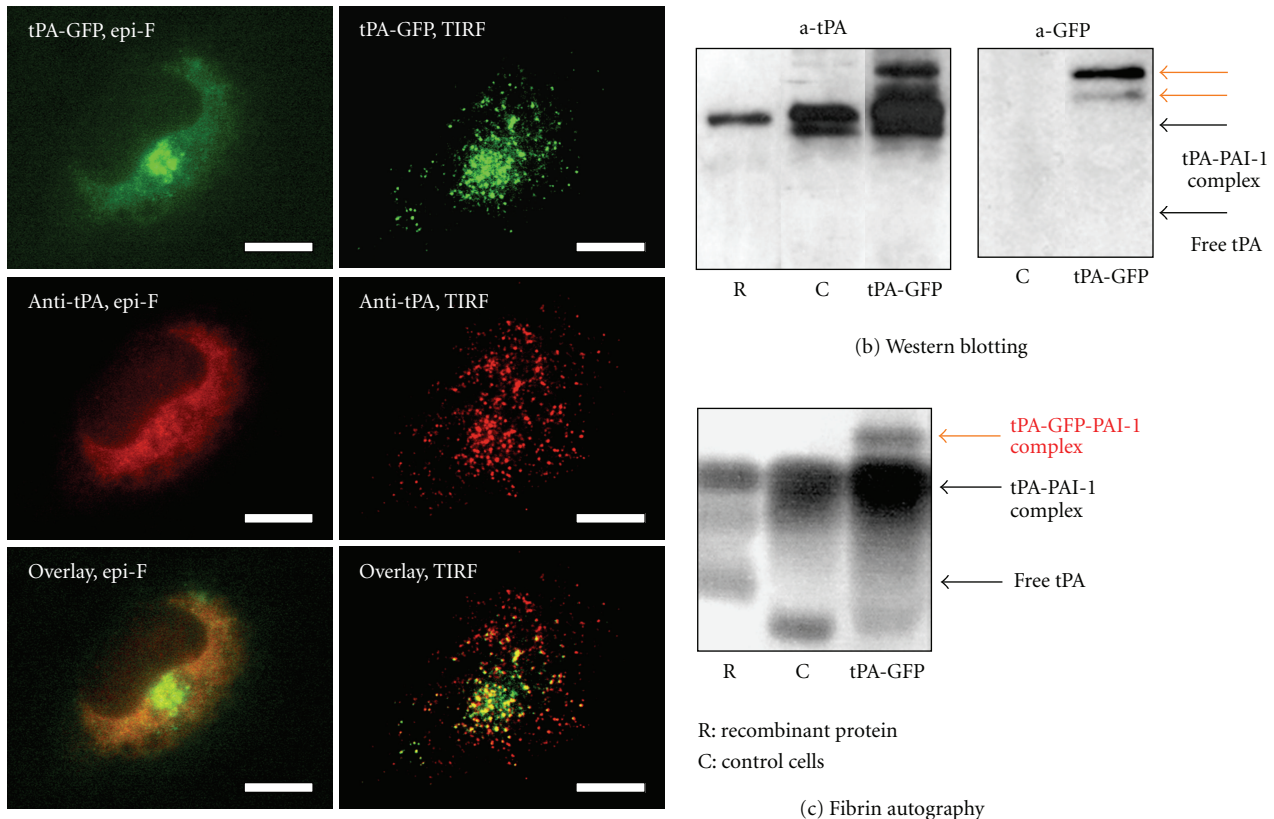 tPA-GFP, epi-F
tPA-GFP, TIRF
Anti-tPA, epi-F
Anti-tPA, TIRF
Overlay, epi-F
Overlay, TIRF
a-tPA
a-GFP
tPA-PAI-1
complex
Free tPA
R
C
tPA-GFP
C
tPA-GFP
(b) Western blotting
tPA-GFP-PAI-1
complex
tPA-PAI-1
complex
Free tPA
R
C
tPA-GFP
R: recombinant protein
C: control cells
(c) Fibrin autography